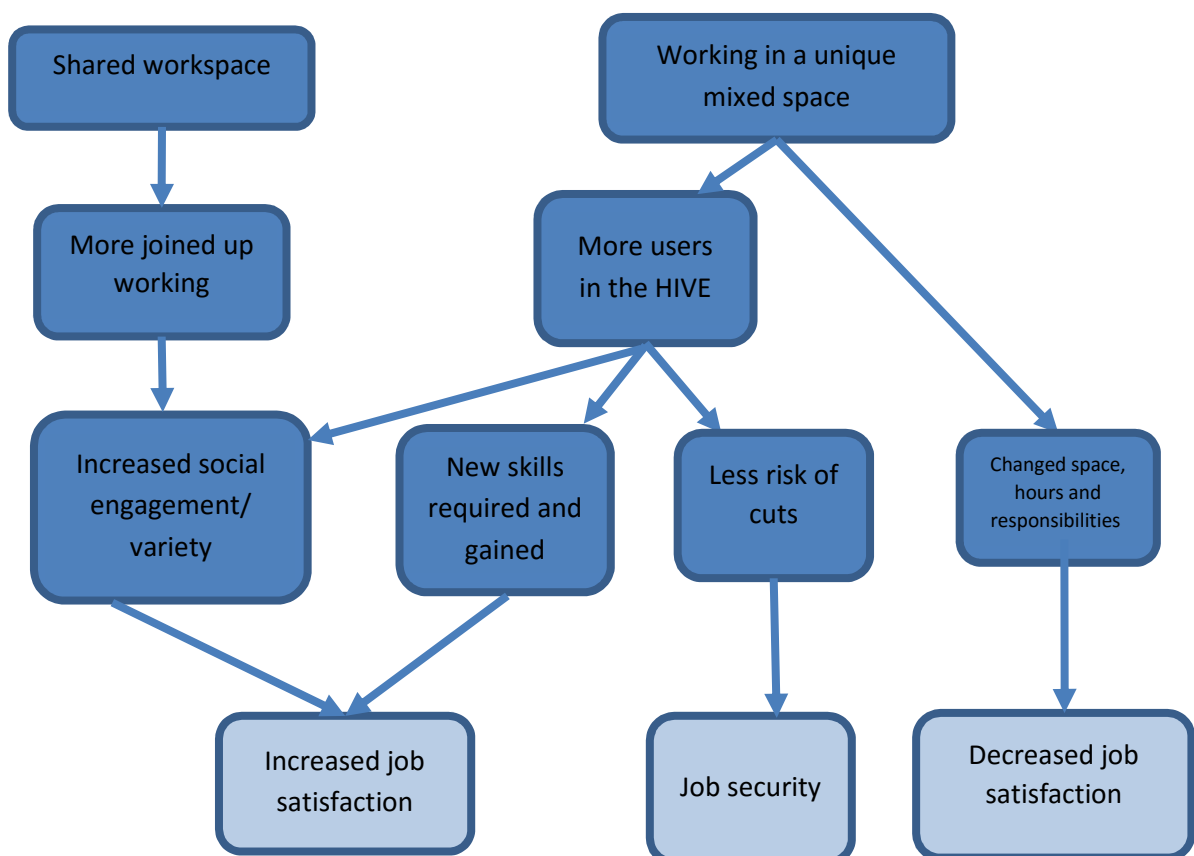 Shared workspace
Working in a unique
mixed space
More joined up
working
More users
in the HIVE
Increased social
engagement/
variety
New skills
required and
gained
Less risk of
cuts
Changed space,
hours and
responsibilities
Increased job
satisfaction
Job security
Decreased job
satisfaction